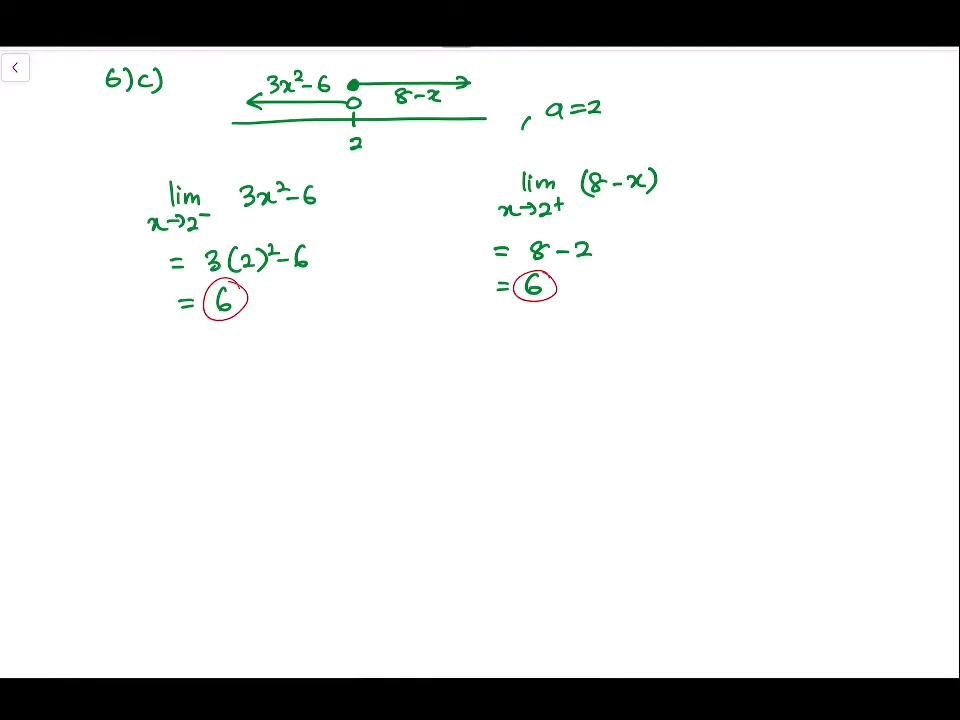 6)c)
3x²-6
8-x
2
, a=2
lim x→2⁻ 3x²-6
= 3(2)²-6
= 6
lim x→2⁺ (8-x)
= 8-2
= 6